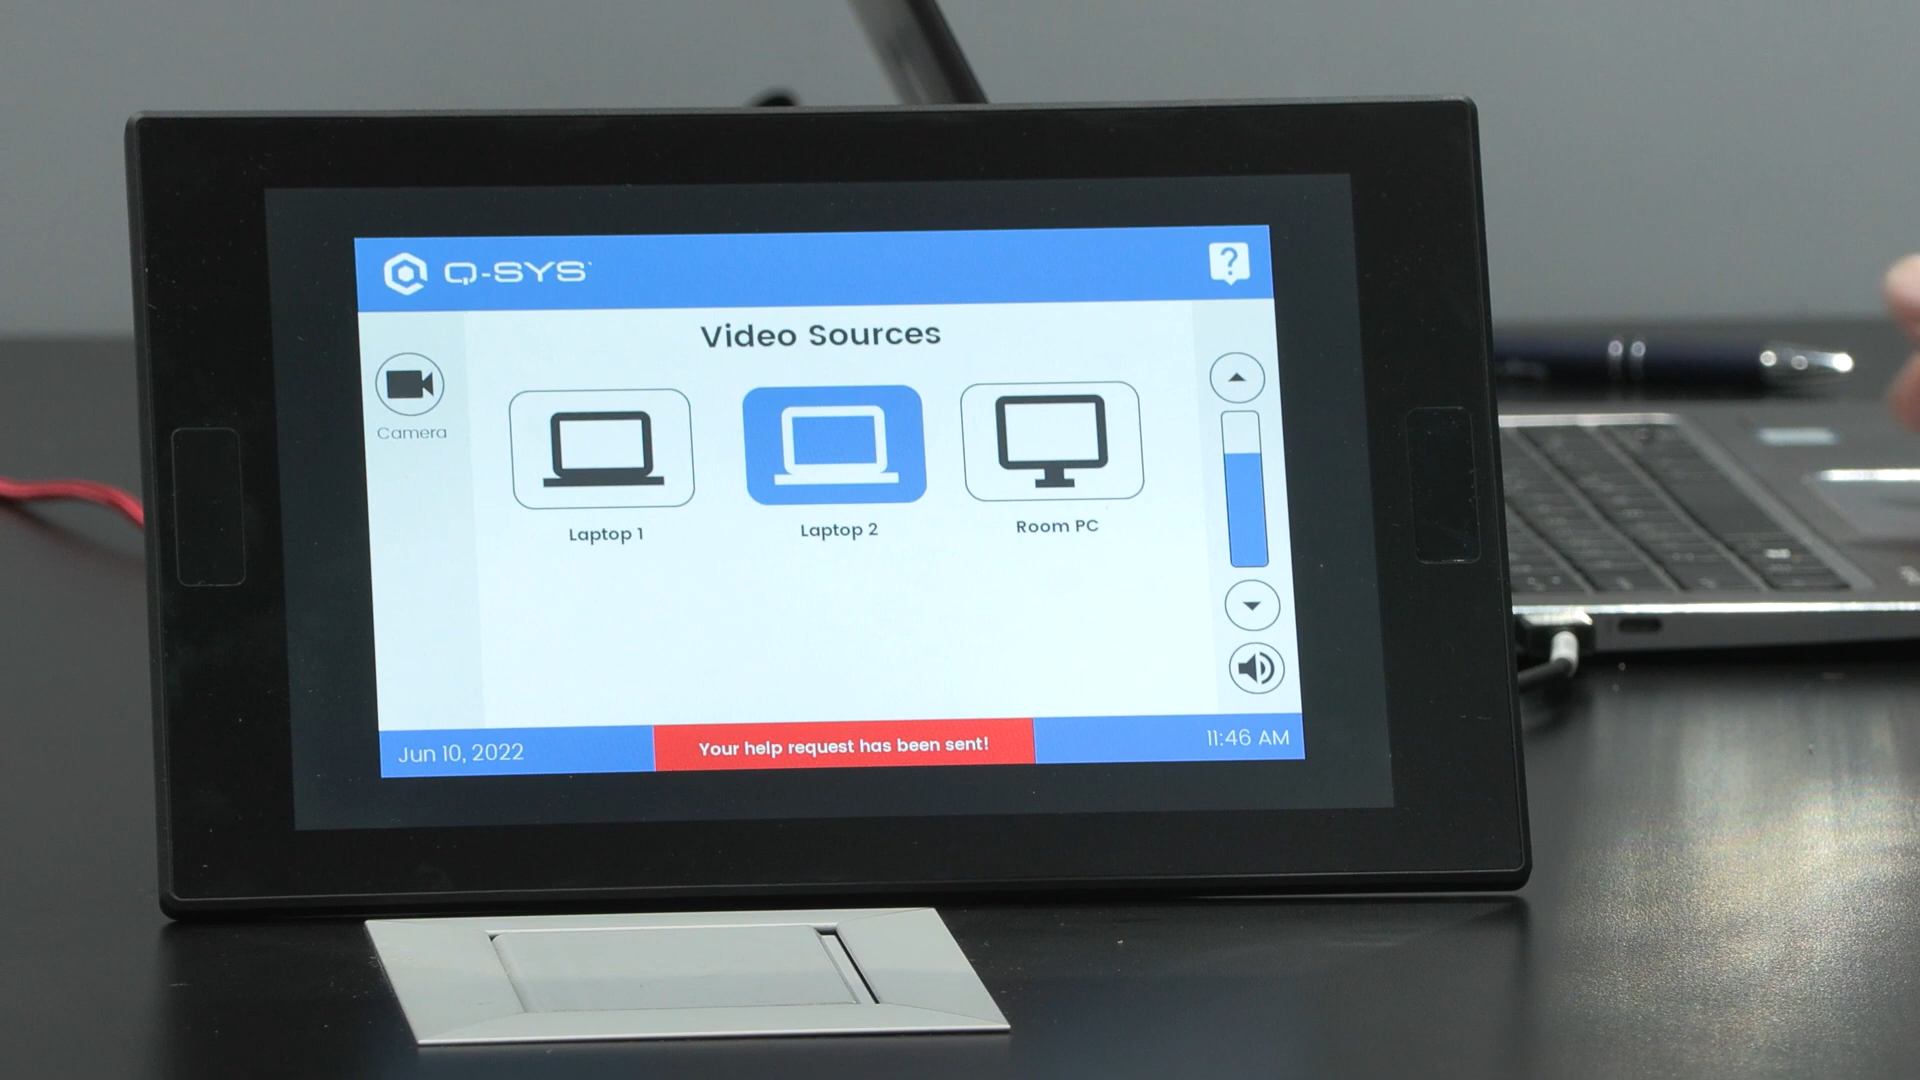 Q-SYS
Video Sources
Camera
Laptop 1
Laptop 2
Room PC
Jun 10, 2022
Your help request has been sent!
11:46 AM